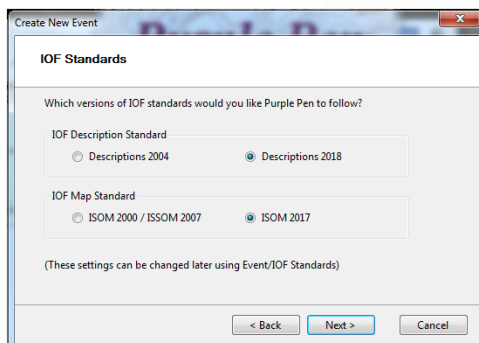 Create New Event
IOF Standards
Which versions of IOF standards would you like Purple Pen to follow?
IOF Description Standard
Descriptions 2004 Descriptions 2018
IOF Map Standard
ISOM 2000 / ISSOM 2007 ISOM 2017
(These settings can be changed later using Event/IOF Standards)
< Back Next > Cancel